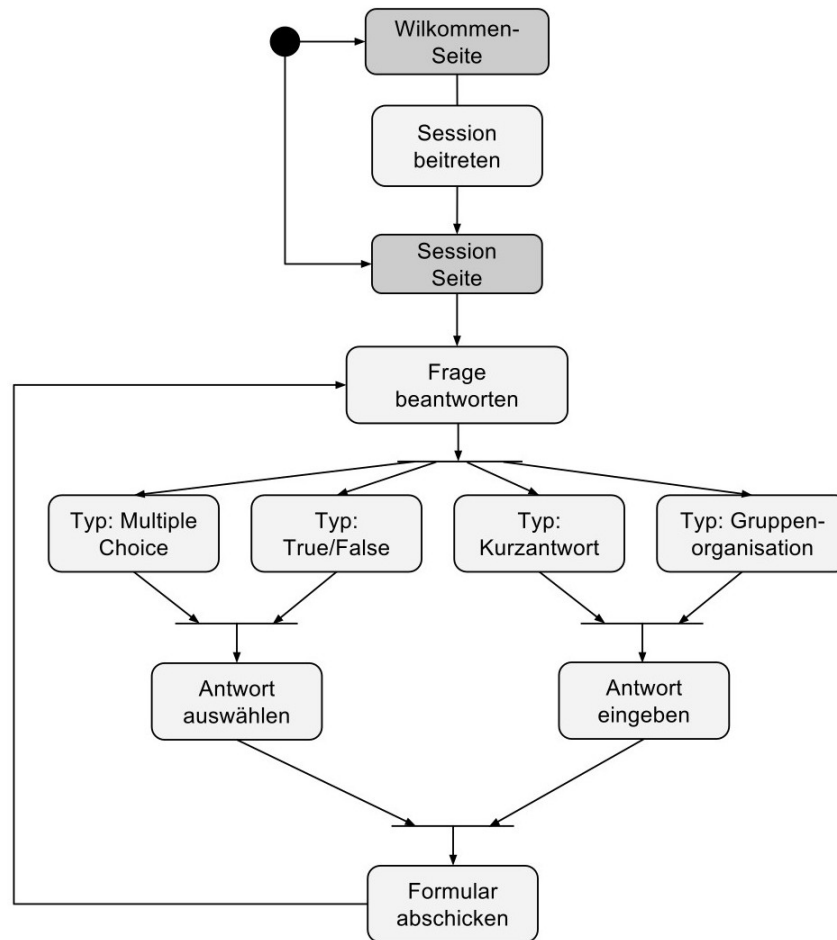 Wilkommen-
Seite
Session
beitreten
Session
Seite
Frage
beantworten
Typ: Multiple
Choice
Typ:
True/False
Typ:
Kurzantwort
Typ: Gruppen-
organisation
Antwort
auswählen
Antwort
eingeben
Formular
abschicken